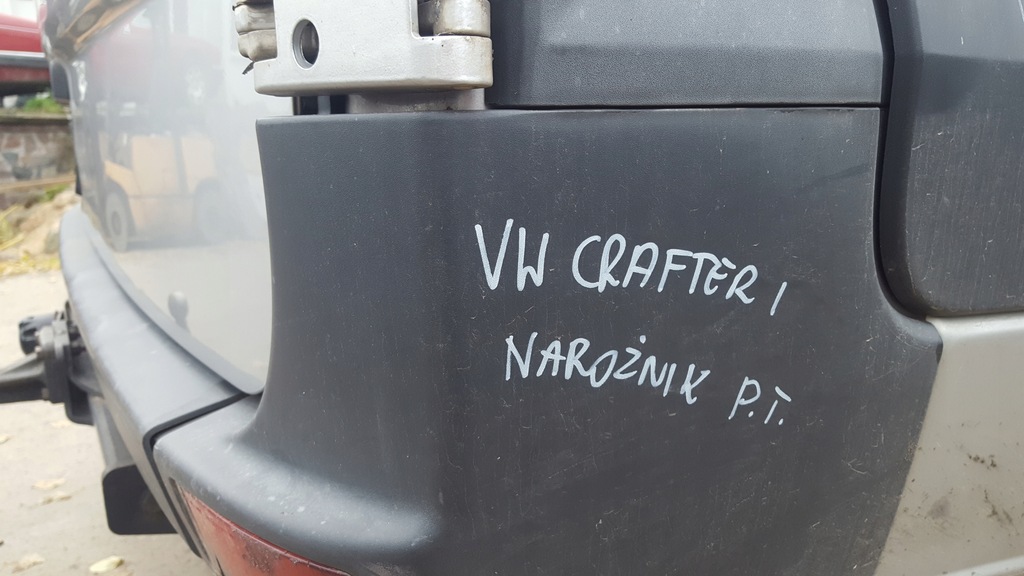 VW CRAFTER I
NAROŻNIK P.T.